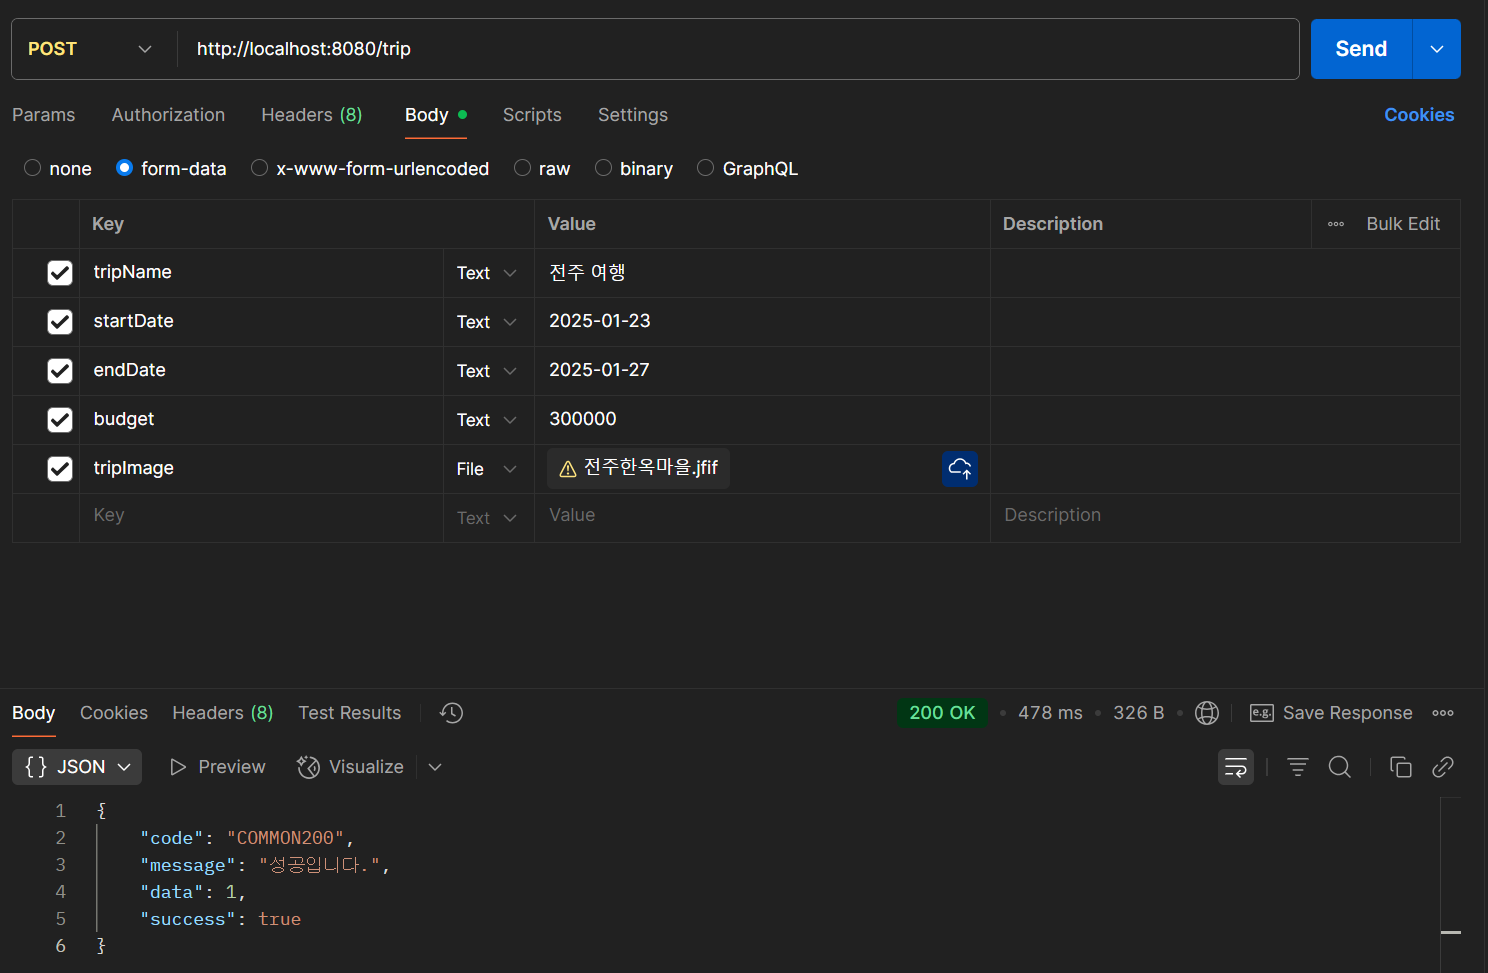 POST http://localhost:8080/trip Send
Params Authorization Headers (8) Body Scripts Settings Cookies
none form-data x-www-form-urlencoded raw binary GraphQL
Key Value Description Bulk Edit
tripName Text 전주 여행
startDate Text 2025-01-23
endDate Text 2025-01-27
budget Text 300000
tripImage File 전주한옥마을.jfif
Key Text Value Description
Body Cookies Headers (8) Test Results 200 OK 478 ms 326 B e.g. Save Response
{ } JSON Preview Visualize
1 {
2 "code": "COMMON200",
3 "message": "성공입니다.",
4 "data": 1,
5 "success": true
6 }